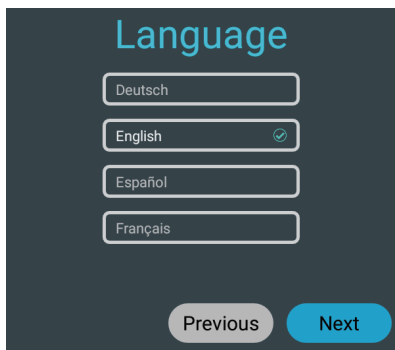 Language
Deutsch
English
Español
Français
Previous Next